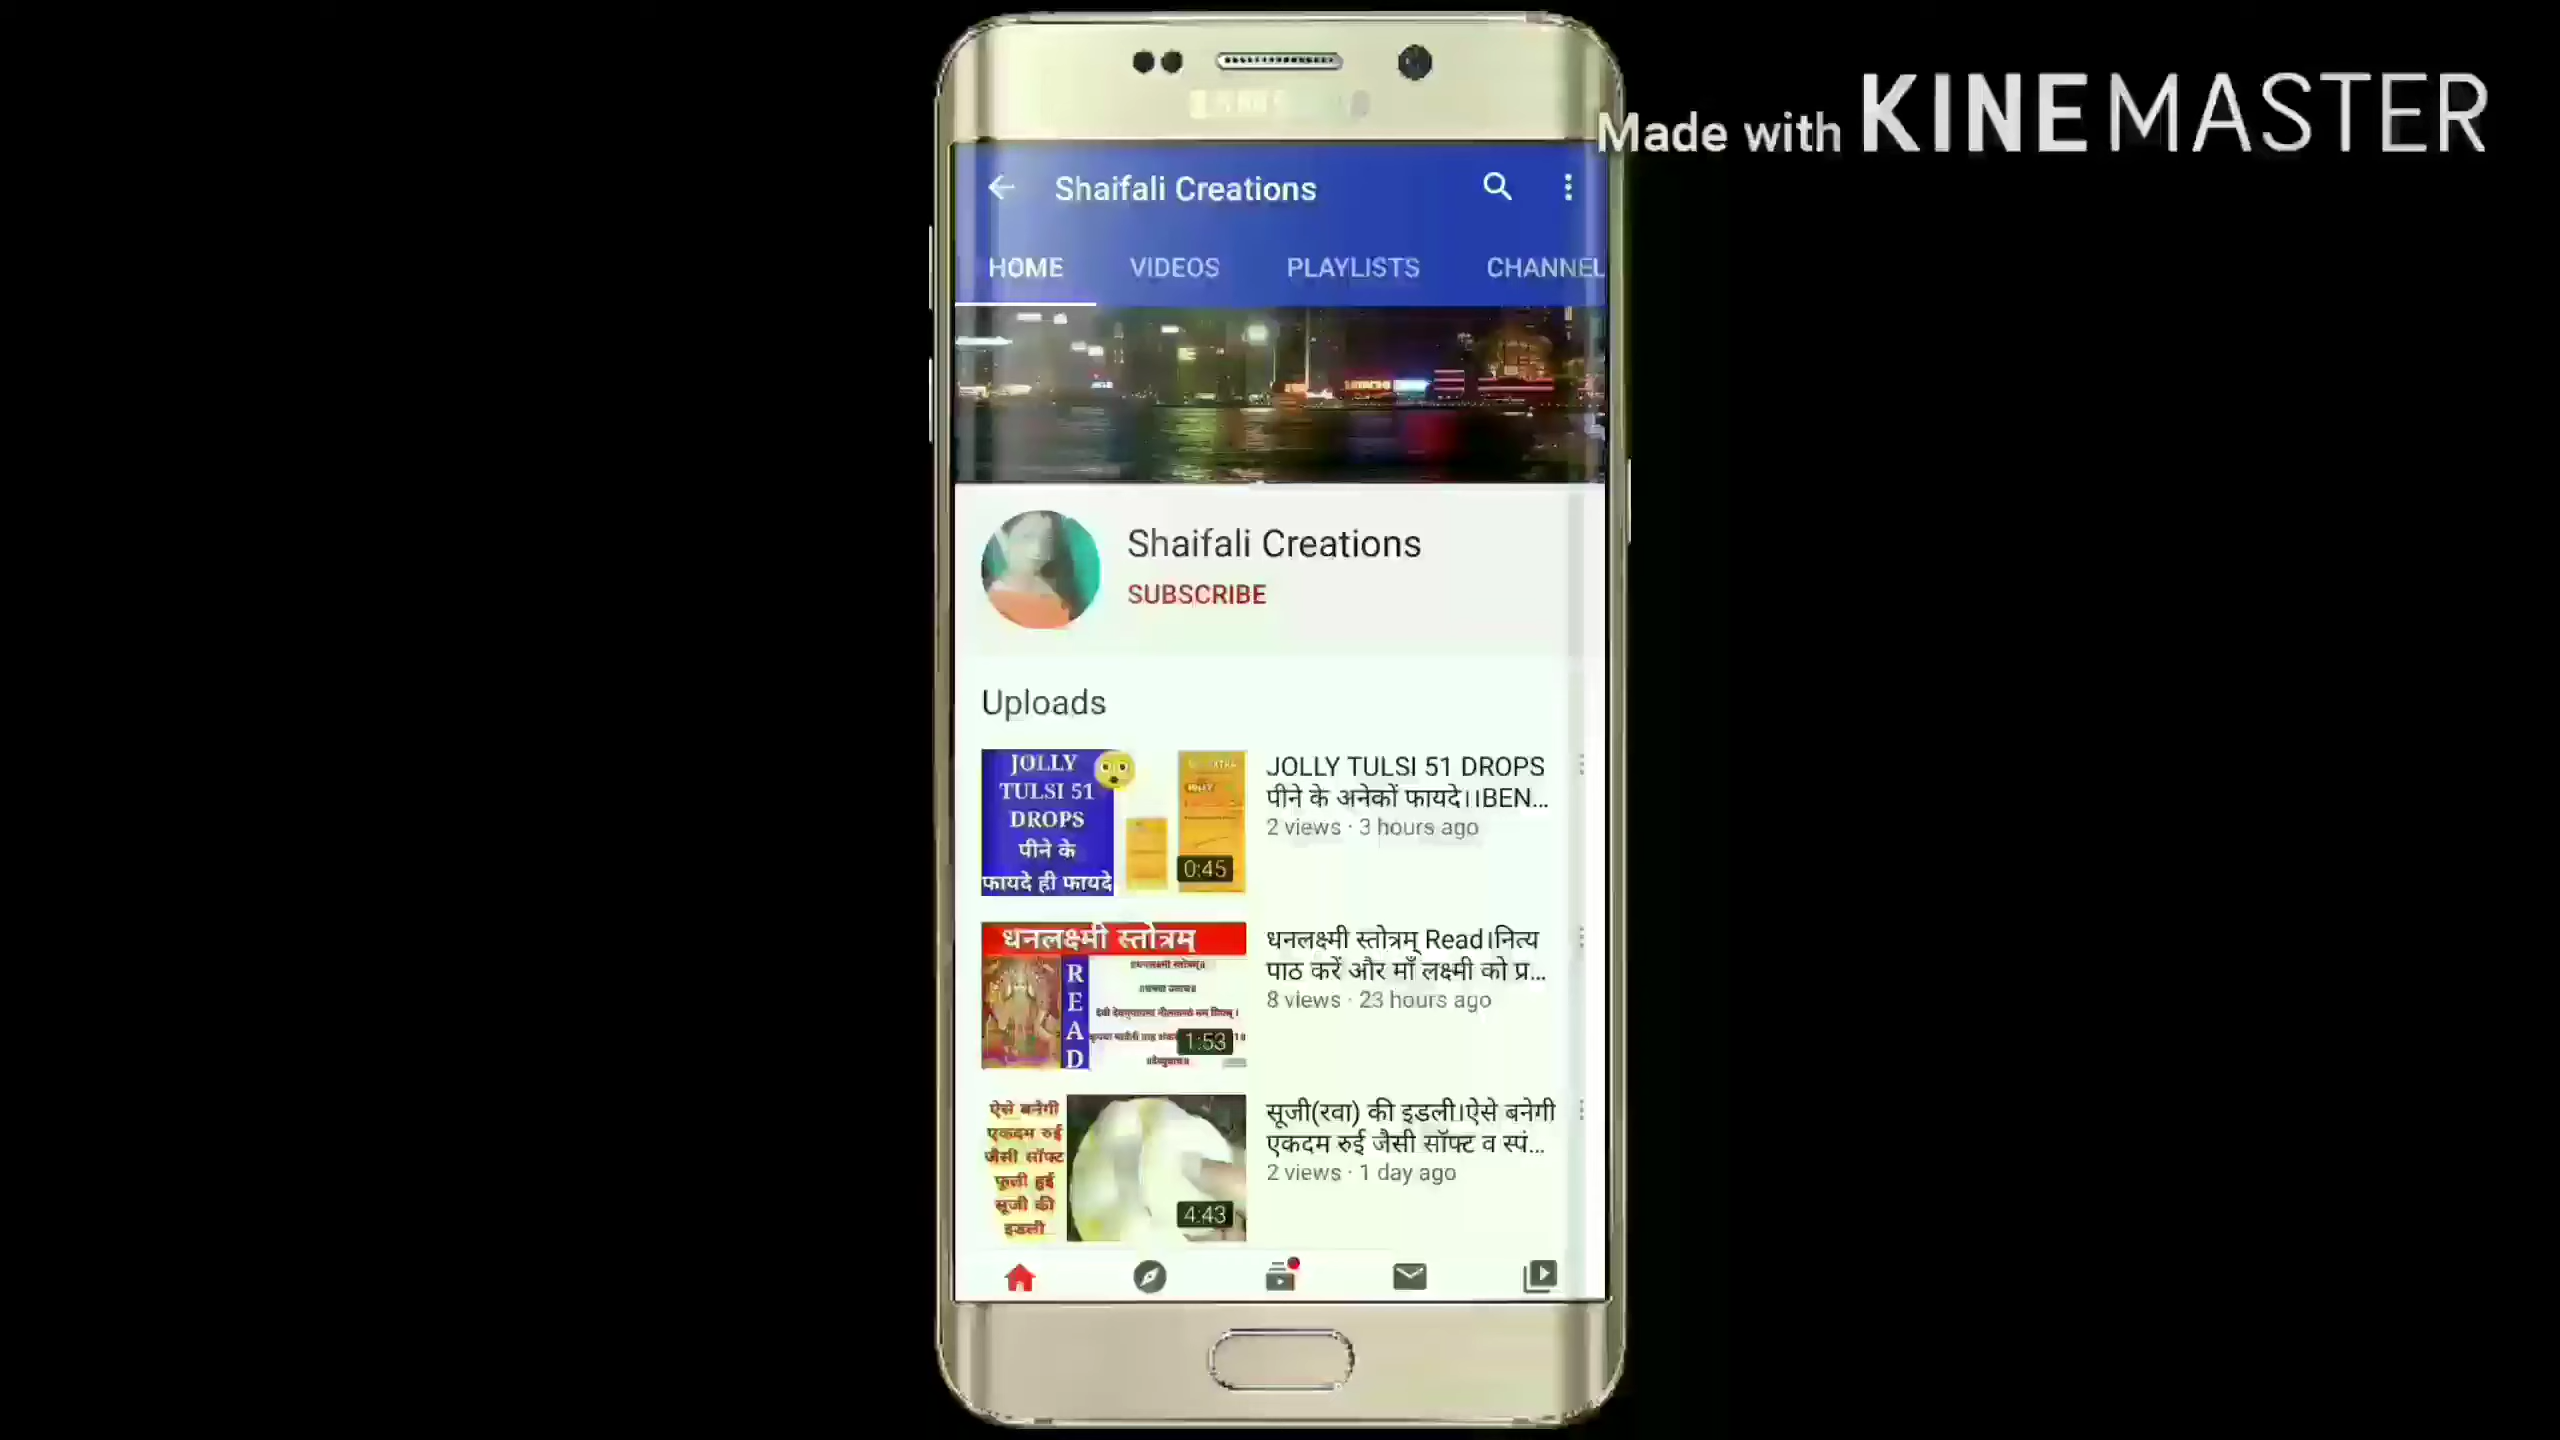 Made with KINEMASTER
Shaifali Creations
HOME VIDEOS PLAYLISTS CHANNEL
Shaifali Creations
SUBSCRIBE
Uploads
JOLLY
TULSI 51
DROPS
पीने के
फायदे ही फायदे
0:45
JOLLY TULSI 51 DROPS
पीने के अनेकों फायदे।।BEN...
2 views · 3 hours ago
धनलक्ष्मी स्तोत्रम्
READ
1:53
धनलक्ष्मी स्तोत्रम् Read।नित्य
पाठ करें और माँ लक्ष्मी को प्र...
8 views · 23 hours ago
ऐसे बनेगी
एकदम रुई
जैसी सॉफ्ट
फूली हुई
सूजी की
इडली
4:43
सूजी(रवा) की इडली।ऐसे बनेगी
एकदम रुई जैसी सॉफ्ट व स्पं...
2 views · 1 day ago